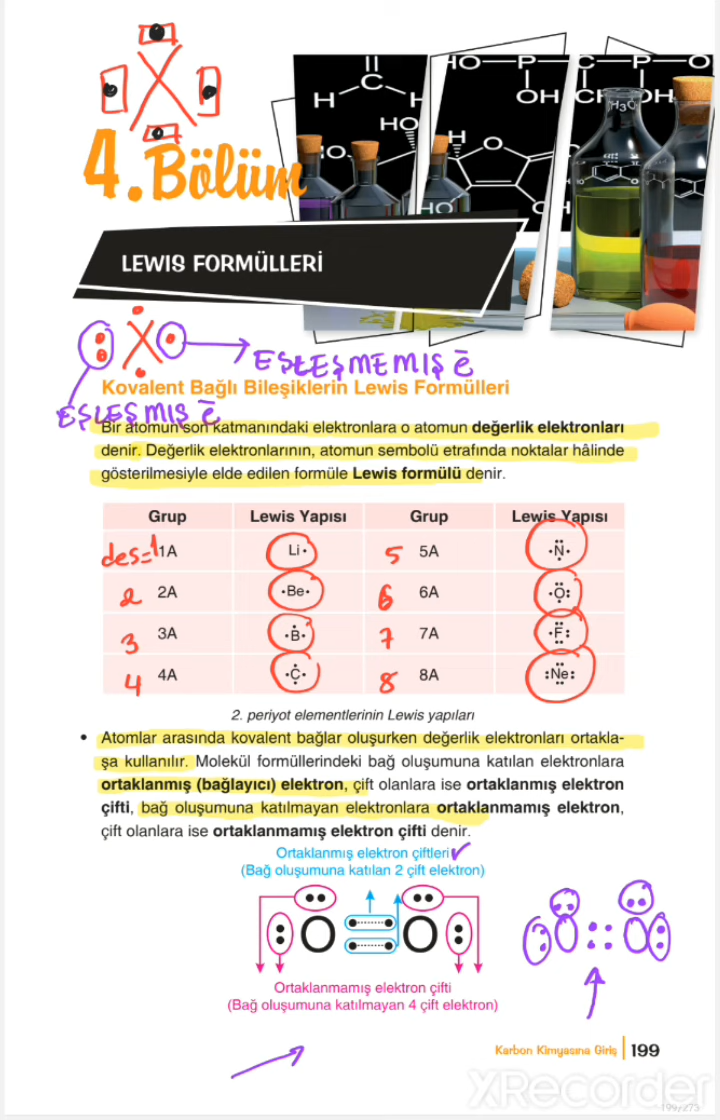 4.Bölüm
LEWIS FORMÜLLERİ
EŞLEŞMEMİŞ ē
Kovalent Bağlı Bileşiklerin Lewis Formülleri
EŞLEŞMİŞ ē
Bir atomun son katmanındaki elektronlara o atomun değerlik elektronları
denir. Değerlik elektronlarının, atomun sembolü etrafında noktalar hâlinde
gösterilmesiyle elde edilen formüle Lewis formülü denir.
Grup Lewis Yapısı Grup Lewis Yapısı
des=1 1A Li 5 5A N
2 2A Be 6 6A O
3 3A B 7 7A F
4 4A C 8 8A Ne
2. periyot elementlerinin Lewis yapıları
• Atomlar arasında kovalent bağlar oluşurken değerlik elektronları ortakla-
şa kullanılır. Molekül formüllerindeki bağ oluşumuna katılan elektronlara
ortaklanmış (bağlayıcı) elektron, çift olanlara ise ortaklanmış elektron
çifti, bağ oluşumuna katılmayan elektronlara ortaklanmamış elektron,
çift olanlara ise ortaklanmamış elektron çifti denir.
Ortaklanmış elektron çiftleri
(Bağ oluşumuna katılan 2 çift elektron)
O O
Ortaklanmamış elektron çifti
(Bağ oluşumuna katılmayan 4 çift elektron)
Karbon Kimyasına Giriş 199
XRecorder
199/273